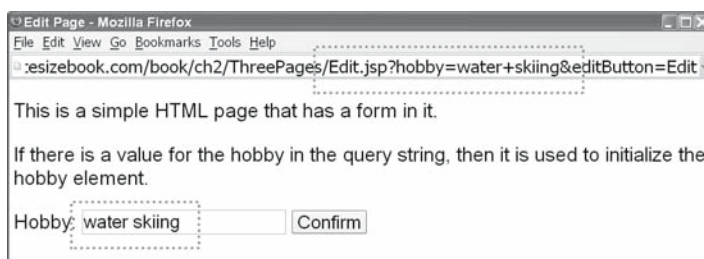 Edit Page - Mozilla Firefox
File Edit View Go Bookmarks Tools Help
:esizebook.com/book/ch2/ThreePages/Edit.jsp?hobby=water+skiing&editButton=Edit
This is a simple HTML page that has a form in it.
If there is a value for the hobby in the query string, then it is used to initialize the
hobby element.
Hobby: water skiing Confirm